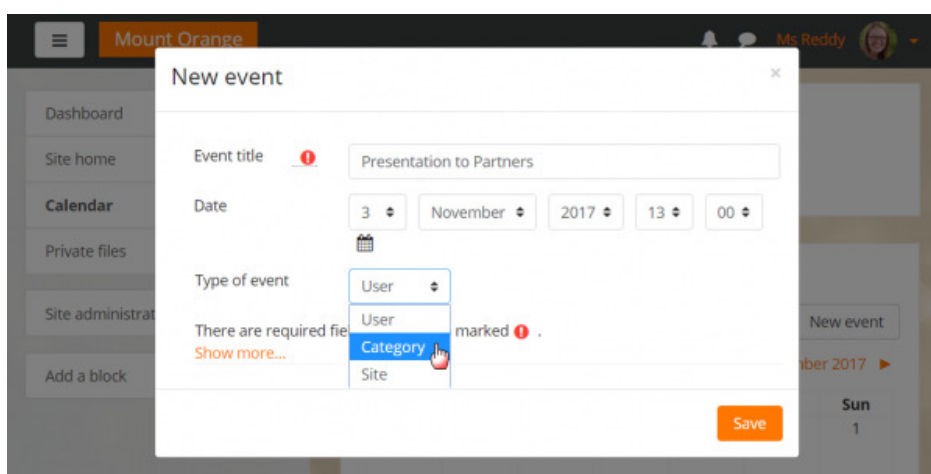 Mount Orange
Ms Reddy
Dashboard
Site home
Calendar
Private files
Site administrat
Add a block
New event
×
Event title
Presentation to Partners
Date
3 November 2017 13 00
Type of event
User
User
Category
Site
There are required fie marked .
Show more...
Save
New event
mber 2017 ►
Sun
1